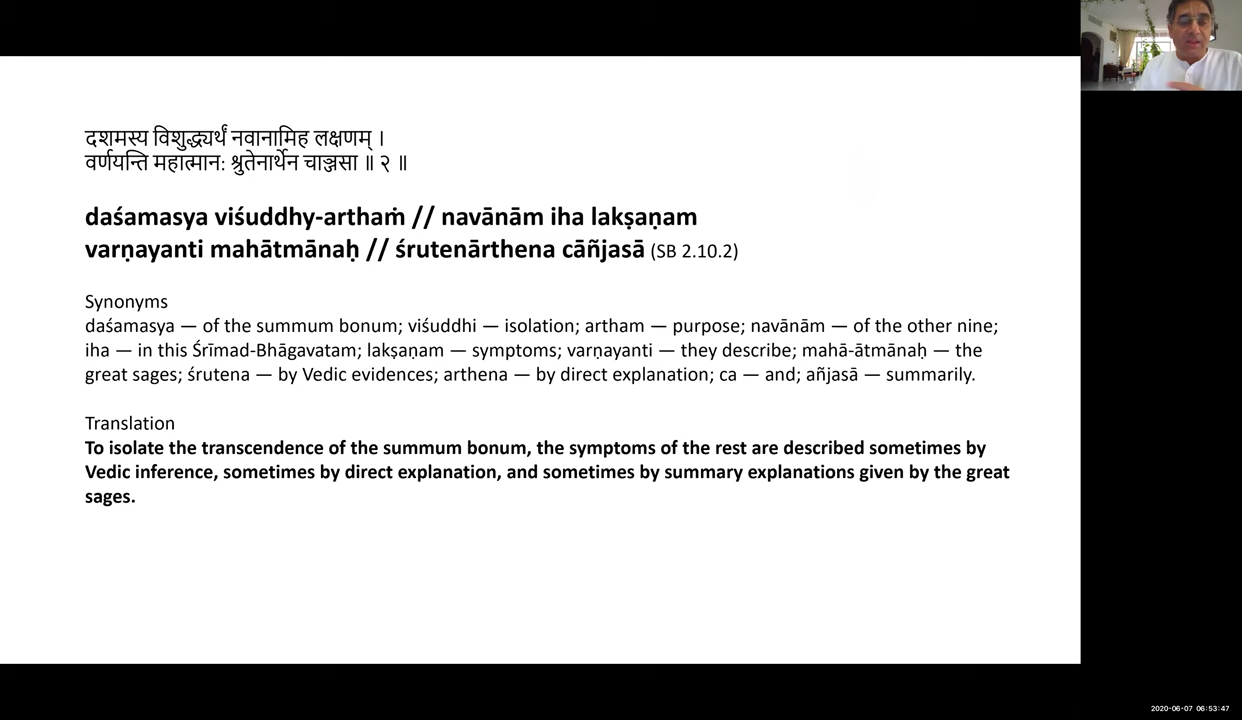 दशमस्य विशुद्ध्यर्थं नवानामिह लक्षणम् ।
वर्णयन्ति महात्मान: श्रुतेनार्थेन चाञ्जसा ॥ २ ॥
daśamasya viśuddhy-arthaṁ // navānām iha lakṣaṇam
varṇayanti mahātmānaḥ // śrutenārthena cāñjasā (SB 2.10.2)
Synonyms
daśamasya — of the summum bonum; viśuddhi — isolation; artham — purpose; navānām — of the other nine;
iha — in this Śrīmad-Bhāgavatam; lakṣaṇam — symptoms; varṇayanti — they describe; mahā-ātmānaḥ — the
great sages; śrutena — by Vedic evidences; arthena — by direct explanation; ca — and; añjasā — summarily.
Translation
To isolate the transcendence of the summum bonum, the symptoms of the rest are described sometimes by
Vedic inference, sometimes by direct explanation, and sometimes by summary explanations given by the great
sages.
2020-06-07 06:53:47